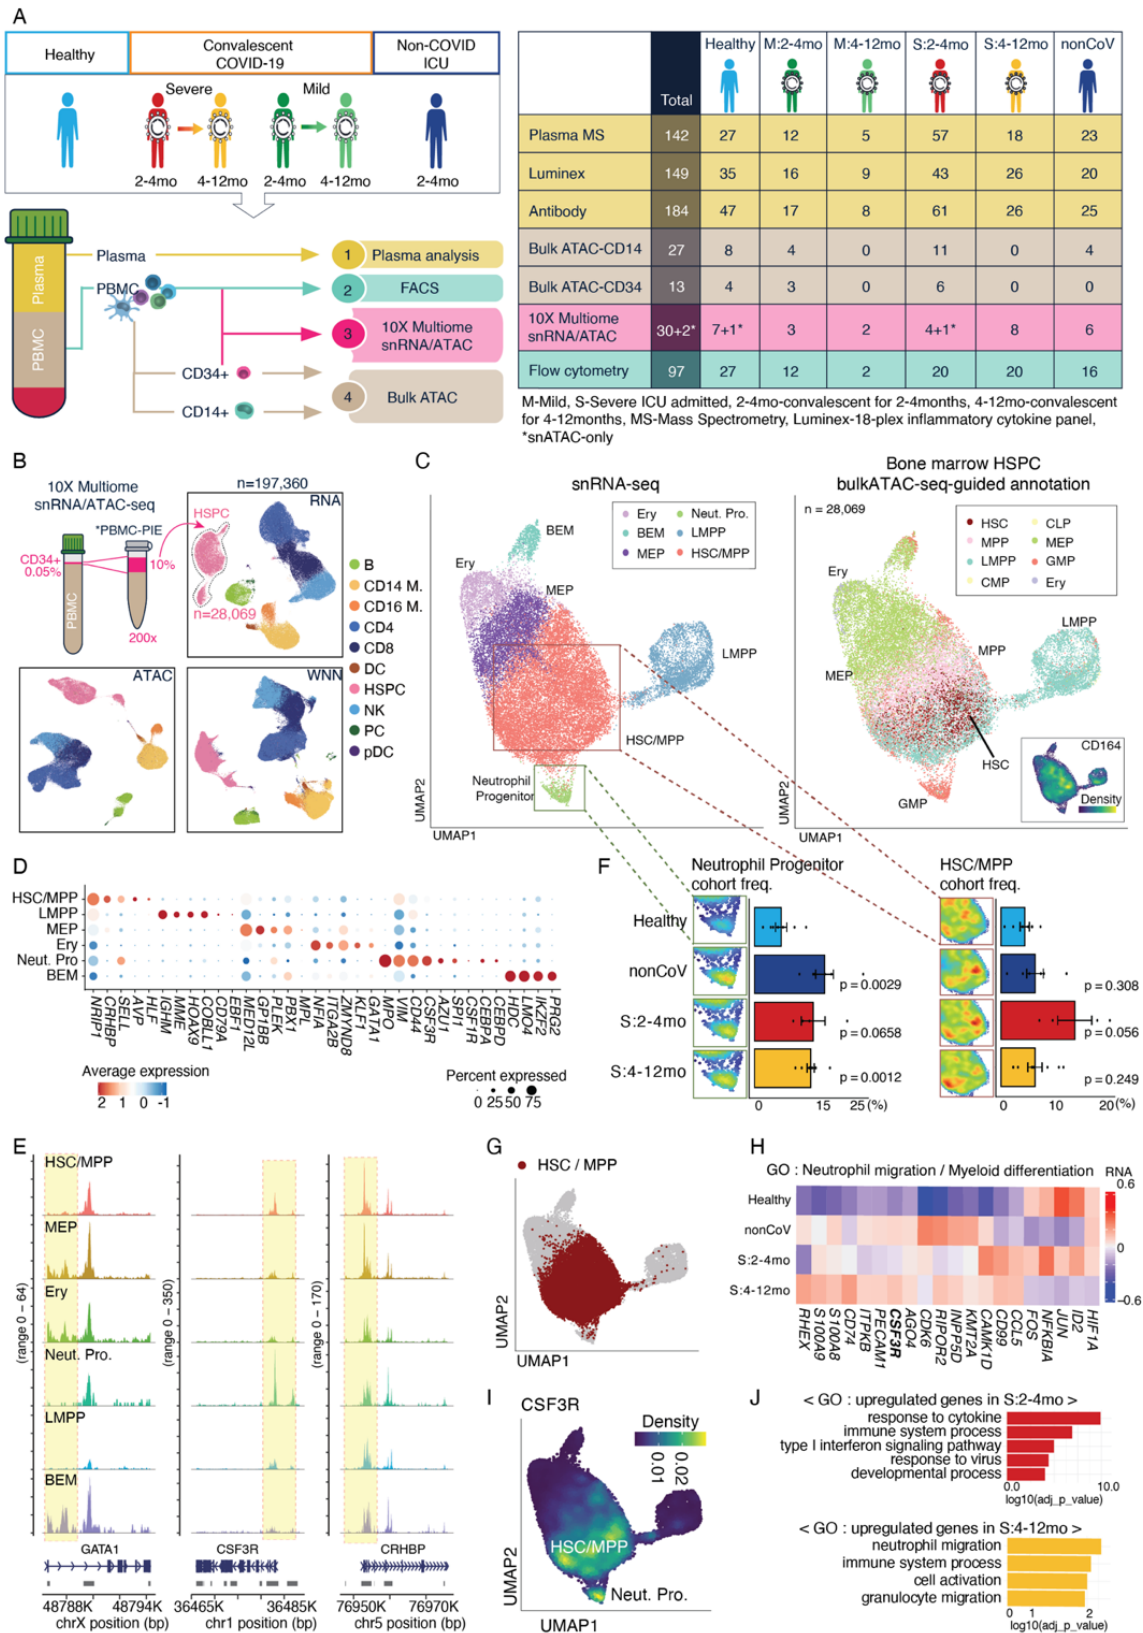 A
Healthy
Convalescent
COVID-19
Non-COVID
ICU
Severe
Mild
2-4mo
4-12mo
2-4mo
4-12mo
2-4mo
Plasma
PBMC
Plasma
PBMC
CD34+
CD14+
1 Plasma analysis
2 FACS
3 10X Multiome
snRNA/ATAC
4 Bulk ATAC
Total Healthy M:2-4mo M:4-12mo S:2-4mo S:4-12mo nonCoV
Plasma MS 142 27 12 5 57 18 23
Luminex 149 35 16 9 43 26 20
Antibody 184 47 17 8 61 26 25
Bulk ATAC-CD14 27 8 4 0 11 0 4
Bulk ATAC-CD34 13 4 3 0 6 0 0
10X Multiome
snRNA/ATAC 30+2* 7+1* 3 2 4+1* 8 6
Flow cytometry 97 27 12 2 20 20 16
M-Mild, S-Severe ICU admitted, 2-4mo-convalescent for 2-4months, 4-12mo-convalescent
for 4-12months, MS-Mass Spectrometry, Luminex-18-plex inflammatory cytokine panel,
*snATAC-only
B
10X Multiome
snRNA/ATAC-seq
*PBMC-PIE
CD34+
0.05%
10%
PBMC
200x
n=197,360
RNA
HSPC
n=28,069
ATAC
WNN
B
CD14 M.
CD16 M.
CD4
CD8
DC
HSPC
NK
PC
pDC
C
snRNA-seq
Ery
BEM
MEP
Neut. Pro.
LMPP
HSC/MPP
BEM
Ery
MEP
LMPP
HSC/MPP
Neutrophil
Progenitor
UMAP2
UMAP1
Bone marrow HSPC
bulkATAC-seq-guided annotation
n = 28,069
HSC
MPP
LMPP
CMP
CLP
MEP
GMP
Ery
Ery
LMPP
MPP
MEP
HSC
GMP
CD164
Density
UMAP2
UMAP1
D
HSC/MPP
LMPP
MEP
Ery
Neut. Pro
BEM
NRIP1 CRHBP SELL AVP HLF IGHM MME HOAX9 COBLL1 CD79A EBF1 MED12L GP1BB PLEK PBX1 MPL NFIA ITGA2B ZMYND8 KLF1 GATA1 MPO VIM CD44 CSF3R AZU1 SPI1 CSF1R CEBPA CEBPD HDC LMO4 IKZF2 PRG2
Average expression
2 1 0 -1
Percent expressed
0 25 50 75
F
Neutrophil Progenitor
cohort freq.
HSC/MPP
cohort freq.
Healthy
nonCoV
p = 0.0029
p = 0.308
S:2-4mo
p = 0.0658
p = 0.056
S:4-12mo
p = 0.0012
p = 0.249
0 15 25(%)
0 10 20(%)
E
HSC/MPP
MEP
Ery
Neut. Pro.
LMPP
BEM
(range 0 – 64)
(range 0 – 350)
(range 0 – 170)
GATA1
CSF3R
CRHBP
48788K 48794K
36465K 36485K
76950K 76970K
chrX position (bp)
chr1 position (bp)
chr5 position (bp)
G
HSC / MPP
UMAP2
UMAP1
H
GO : Neutrophil migration / Myeloid differentiation
RNA
0.6
0
−0.6
Healthy
nonCoV
S:2-4mo
S:4-12mo
RHEX S100A9 S100A8 CD74 ITPKB PECAM1 CSF3R AGO4 CDK6 RIPOR2 INPP5D KMT2A CAMK1D CD99 CCL5 FOS NFKBIA JUN ID2 HIF1A
I
CSF3R
Density
0.01 0.02
HSC/MPP
Neut. Pro.
UMAP2
UMAP1
J
< GO : upregulated genes in S:2-4mo >
response to cytokine
immune system process
type I interferon signaling pathway
response to virus
developmental process
0.0 10.0
log10(adj_p_value)
< GO : upregulated genes in S:4-12mo >
neutrophil migration
immune system process
cell activation
granulocyte migration
0 1 2
log10(adj_p_value)